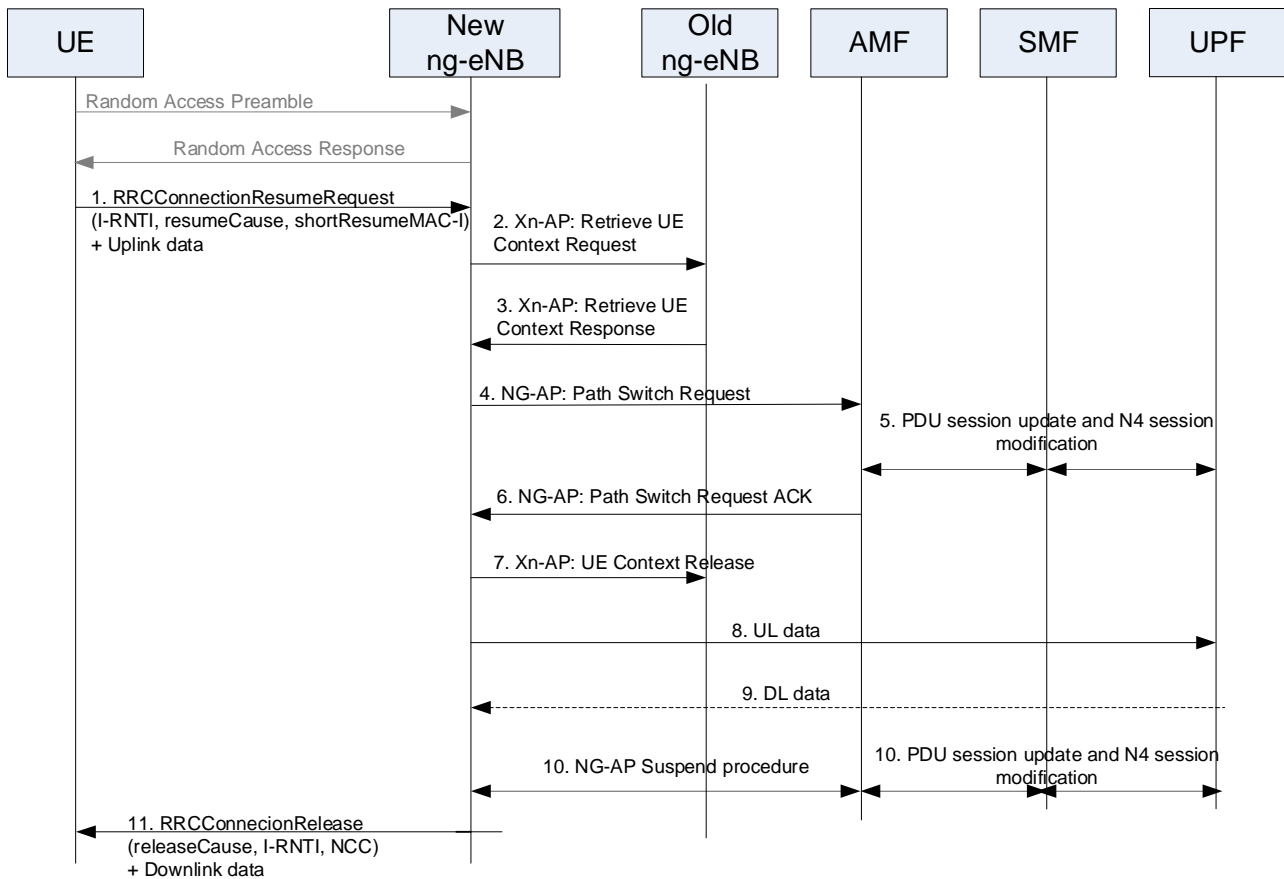 UE
New
ng-eNB
Old
ng-eNB
AMF
SMF
UPF
Random Access Preamble
Random Access Response
1. RRCConnectionResumeRequest
(I-RNTI, resumeCause, shortResumeMAC-I)
+ Uplink data
2. Xn-AP: Retrieve UE
Context Request
3. Xn-AP: Retrieve UE
Context Response
4. NG-AP: Path Switch Request
5. PDU session update and N4 session
modification
6. NG-AP: Path Switch Request ACK
7. Xn-AP: UE Context Release
8. UL data
9. DL data
10. NG-AP Suspend procedure
10. PDU session update and N4 session
modification
11. RRCConnecionRelease
(releaseCause, I-RNTI, NCC)
+ Downlink data